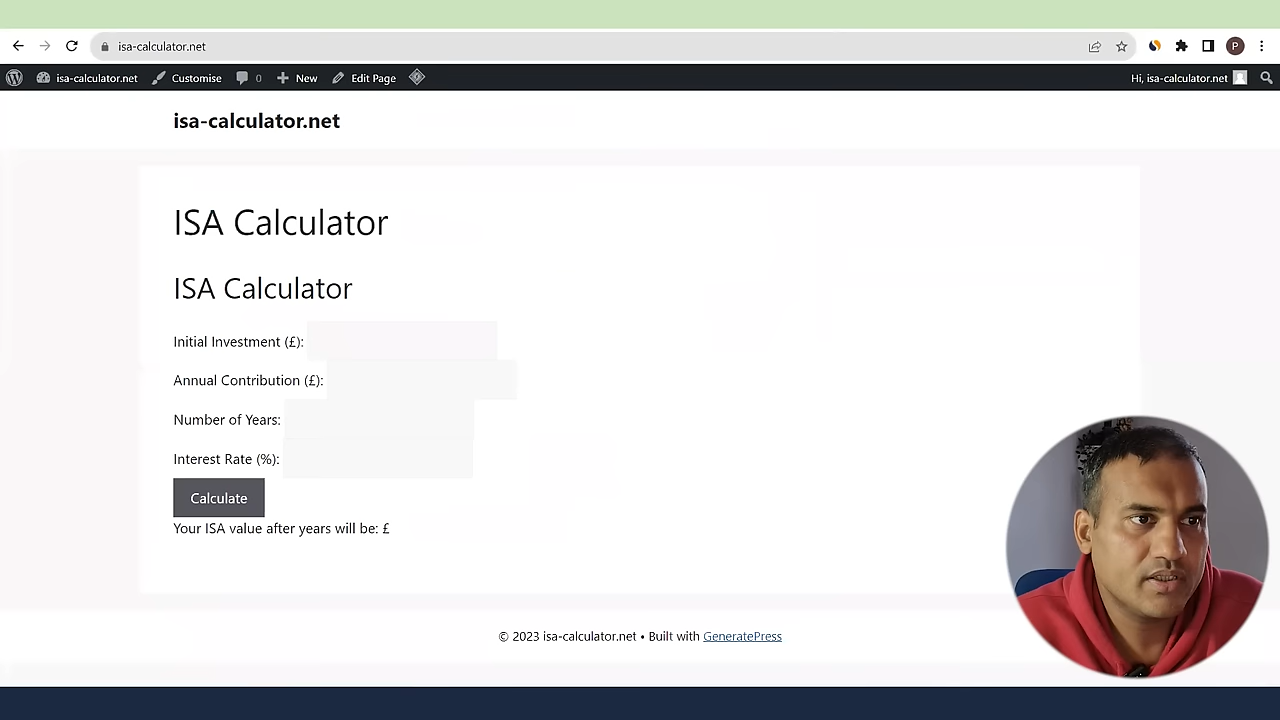 isa-calculator.net
P
isa-calculator.net Customise 0 New Edit Page Hi, isa-calculator.net
isa-calculator.net
ISA Calculator
ISA Calculator
Initial Investment (£):
Annual Contribution (£):
Number of Years:
Interest Rate (%):
Calculate
Your ISA value after years will be: £
© 2023 isa-calculator.net • Built with GeneratePress